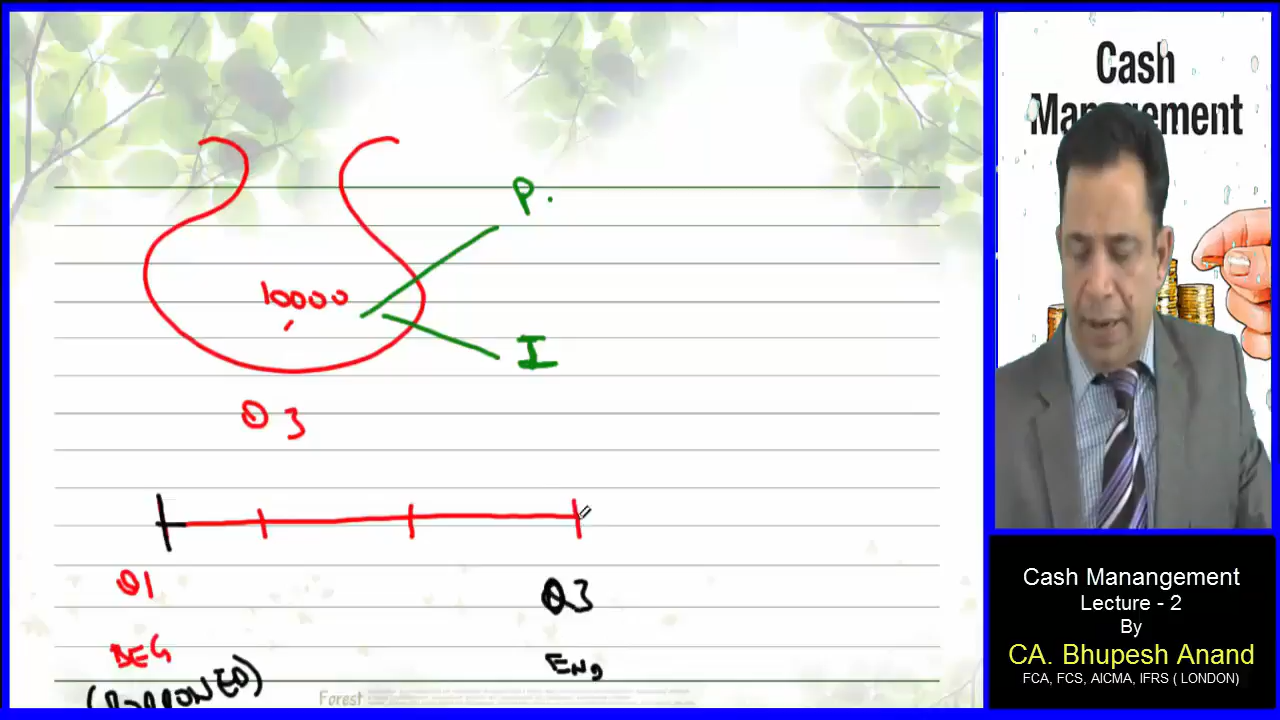 Cash
Management
P.
10000
I
Q3
Q1
Q3
BEG
END
(BORROWED)
Forest
Cash Manangement
Lecture - 2
By
CA. Bhupesh Anand
FCA, FCS, AICMA, IFRS ( LONDON)